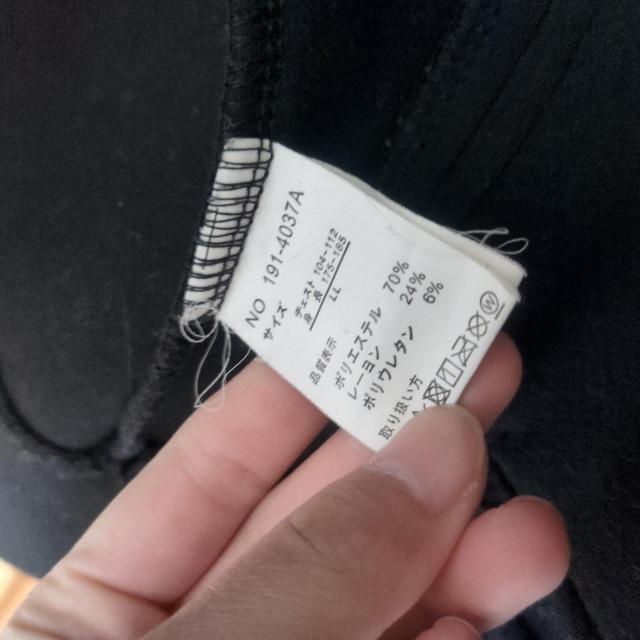 NO 191-4037A
サイズ
チェスト 104-112
身長 175-185
LL
品質表示
ポリエステル 70%
レーヨン 24%
ポリウレタン 6%
取り扱い方